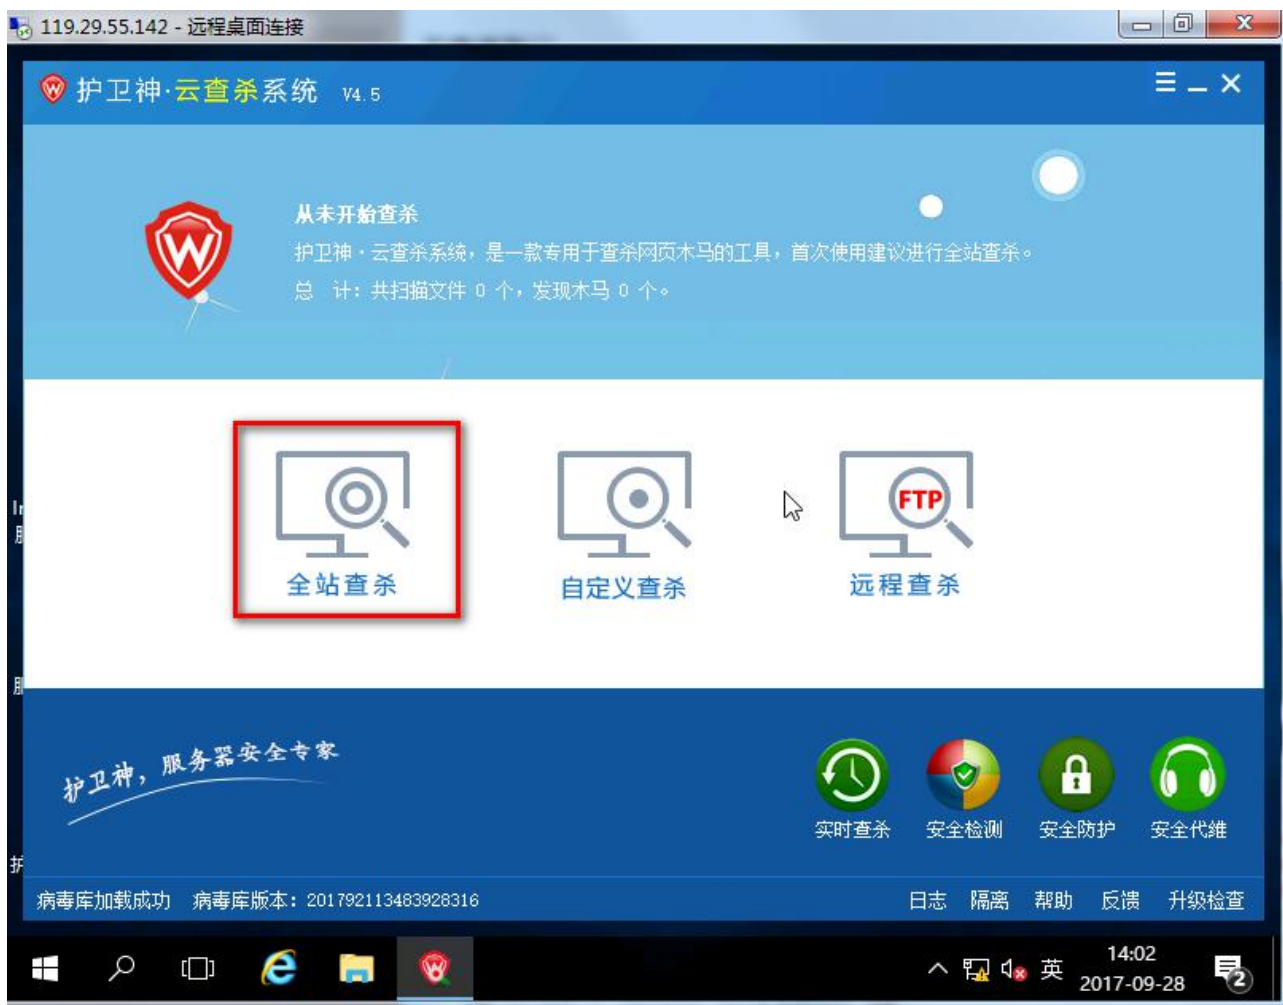 119.29.55.142 - 远程桌面连接
护卫神·云查杀系统 V4.5
从未开始查杀
护卫神·云查杀系统，是一款专用于查杀网页木马的工具，首次使用建议进行全站查杀。
总 计：共扫描文件 0 个，发现木马 0 个。
FTP
全站查杀 自定义查杀 远程查杀
护卫神，服务器安全专家
实时查杀 安全检测 安全防护 安全代维
病毒库加载成功 病毒库版本：201792113483928316 日志 隔离 帮助 反馈 升级检查
英 14:02
2017-09-28
2